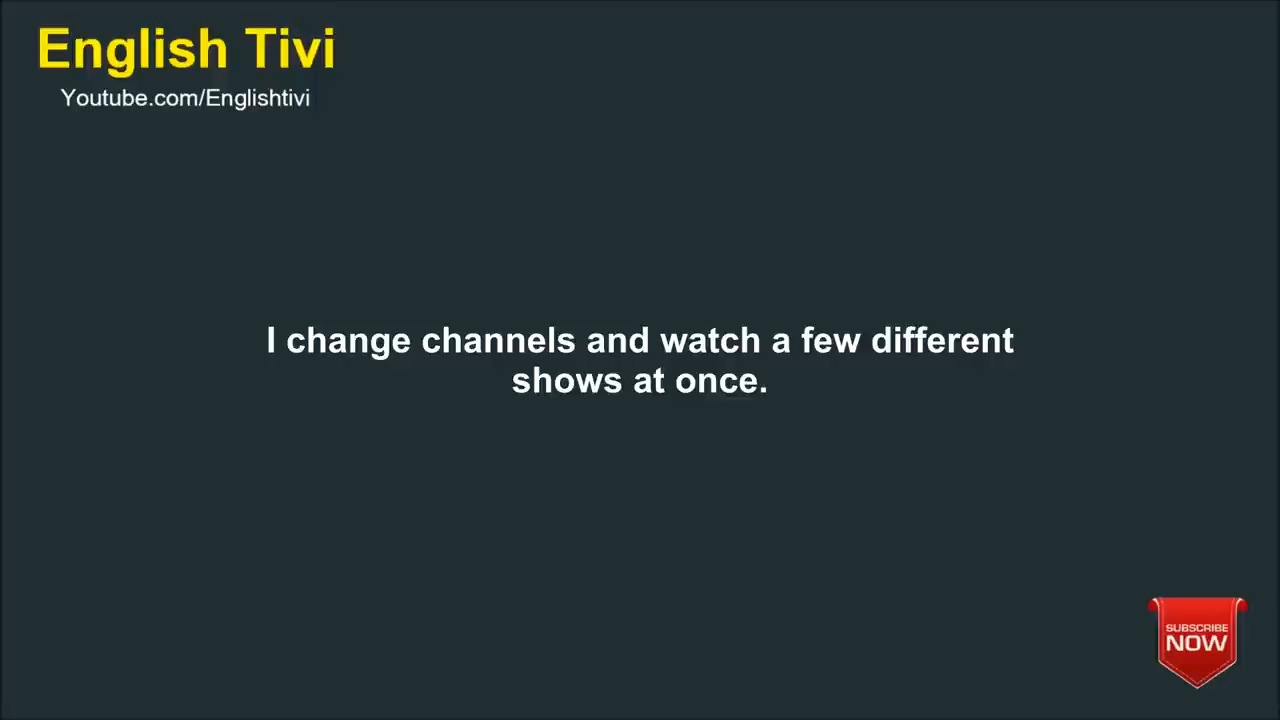 English Tivi
Youtube.com/Englishtivi
I change channels and watch a few different
shows at once.
SUBSCRIBE
NOW